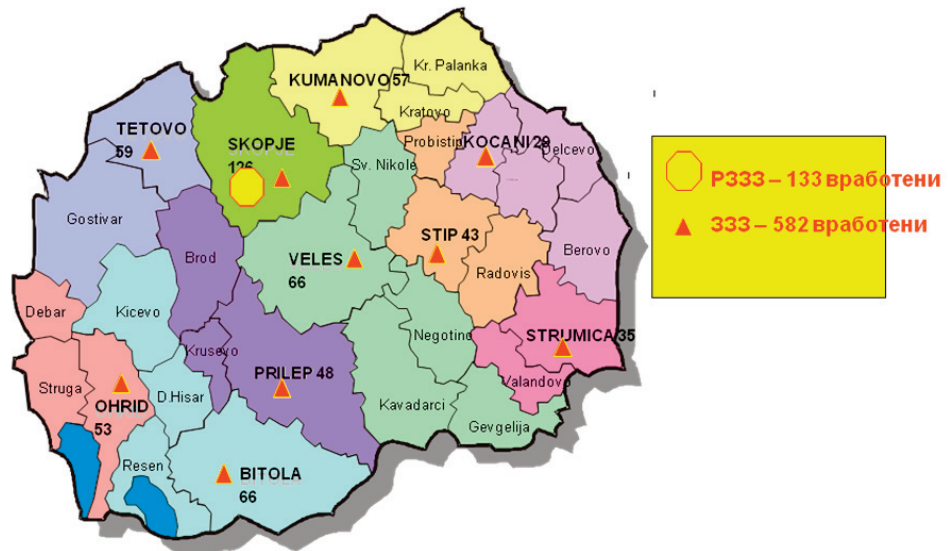 Kr. Palanka
KUMANOVO 57
Kratovo
TETOVO
59
SKOPJE
126
Probistip
KOCANI 29
Delcevo
Sv. Nikole
Gostivar
Brod
VELES
66
STIP 43
Radovis
Berovo
Debar
Kicevo
Negotino
STRUMICA 35
Krusevo
PRILEP 48
Valandovo
Struga
OHRID
53
D.Hisar
Kavadarci
Gevgelija
Resen
BITOLA
66
РЗЗЗ – 133 вработени
ЗЗЗ – 582 вработени